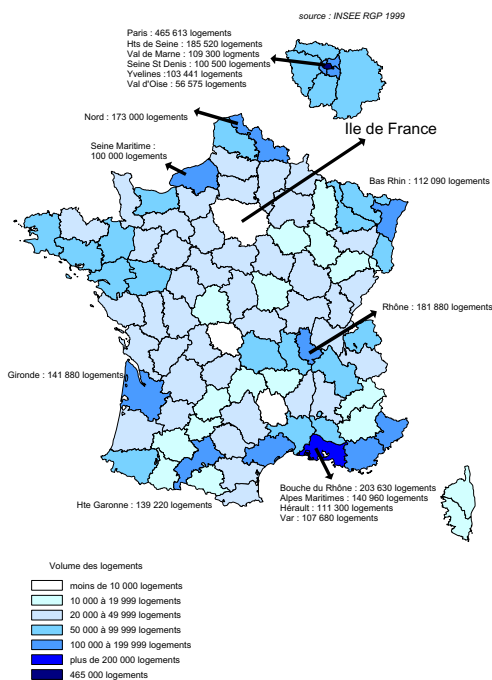 source : INSEE RGP 1999
Paris : 465 613 logements
Hts de Seine : 185 520 logements
Val de Marne : 109 300 logements
Seine St Denis : 100 500 logements
Yvelines :103 441 logements
Val d'Oise : 56 575 logements
Nord : 173 000 logements
Ile de France
Seine Maritime :
100 000 logements
Bas Rhin : 112 090 logements
Rhône : 181 880 logements
Gironde : 141 880 logements
Hte Garonne : 139 220 logements
Bouche du Rhône : 203 630 logements
Alpes Maritimes : 140 960 logements
Hérault : 111 300 logements
Var : 107 680 logements
Volume des logements
moins de 10 000 logements
10 000 à 19 999 logements
20 000 à 49 999 logements
50 000 à 99 999 logements
100 000 à 199 999 logements
plus de 200 000 logements
465 000 logements